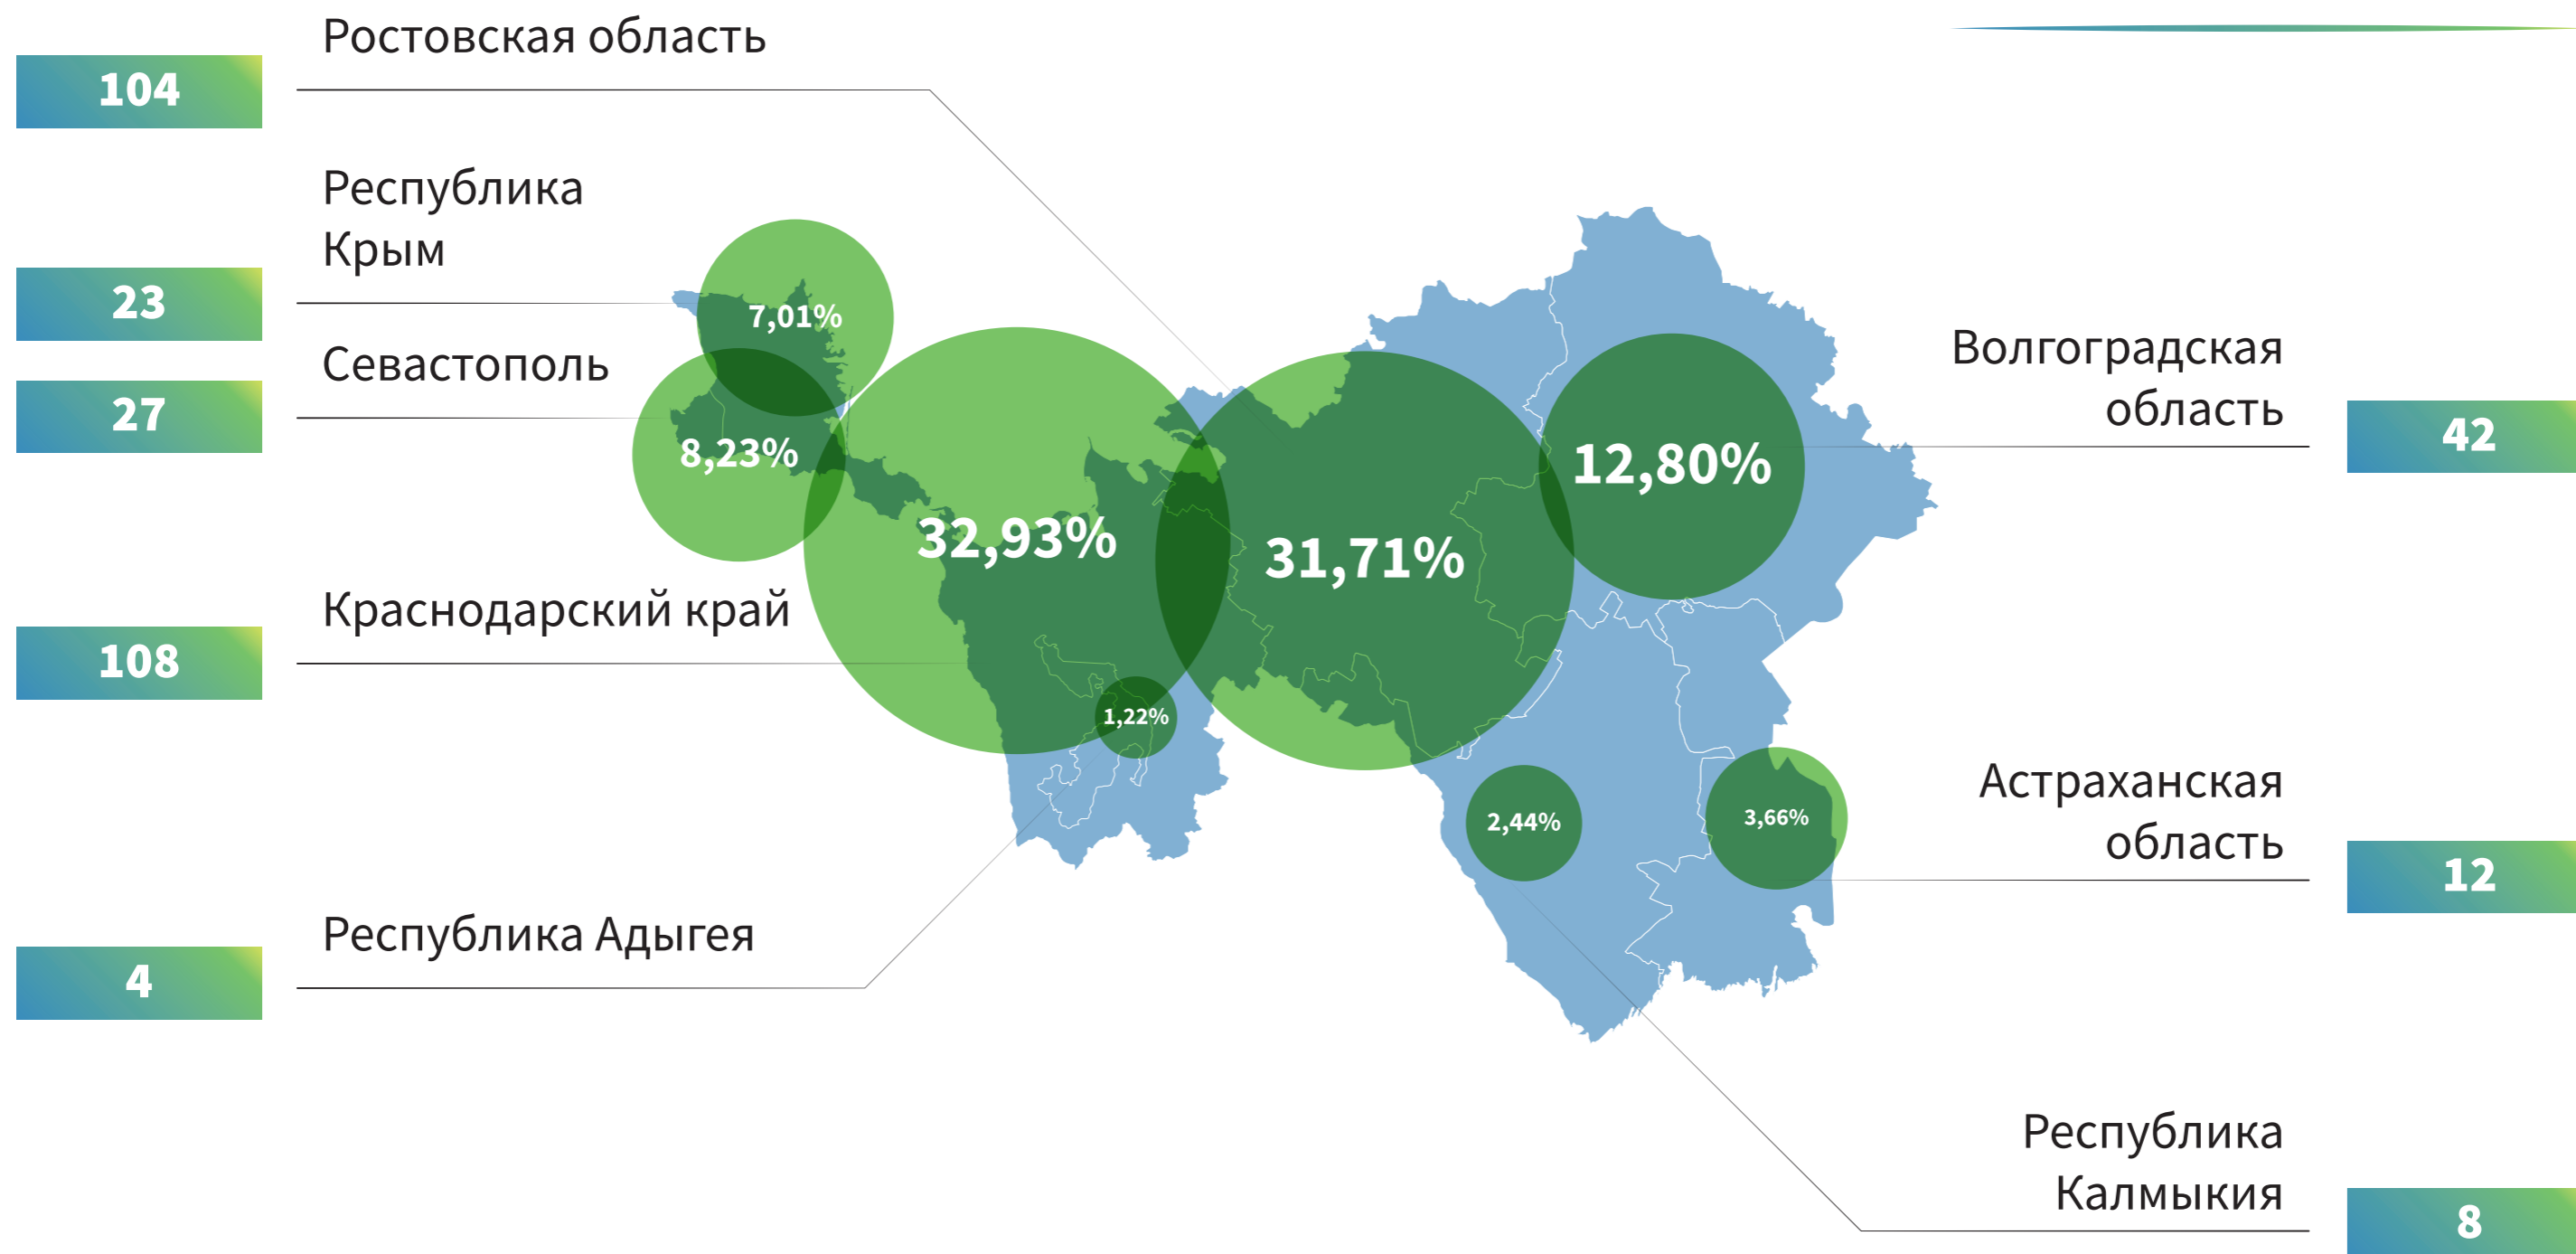 Ростовская область
104
Республика
Крым
23
Севастополь
27
Краснодарский край
108
Республика Адыгея
4
7,01%
8,23%
32,93%
31,71%
12,80%
1,22%
2,44%
3,66%
Волгоградская
область
42
Астраханская
область
12
Республика
Калмыкия
8